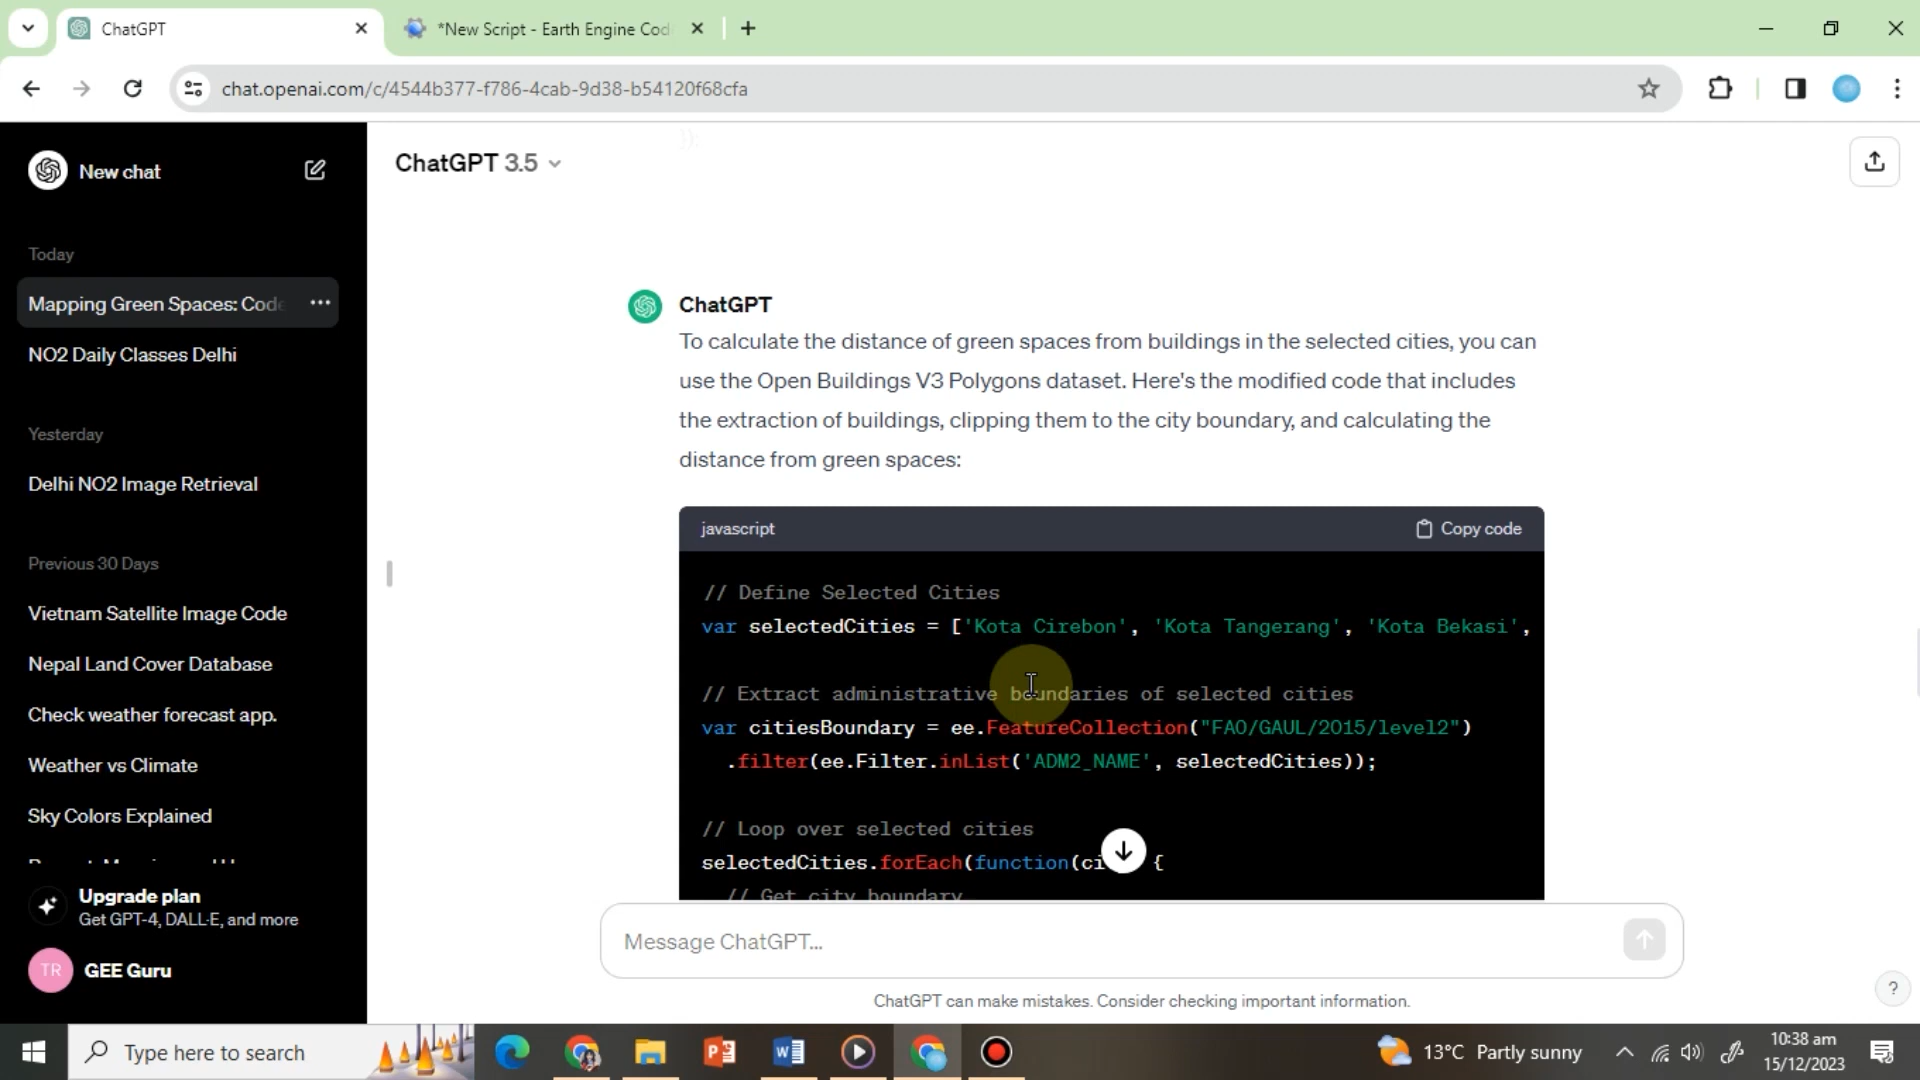 ChatGPT
*New Script - Earth Engine Cod
chat.openai.com/c/4544b377-f786-4cab-9d38-b54120f68cfa
New chat
Today
Mapping Green Spaces: Code
NO2 Daily Classes Delhi
Yesterday
Delhi NO2 Image Retrieval
Previous 30 Days
Vietnam Satellite Image Code
Nepal Land Cover Database
Check weather forecast app.
Weather vs Climate
Sky Colors Explained
Upgrade plan
Get GPT-4, DALL·E, and more
TR
GEE Guru
});
ChatGPT 3.5
ChatGPT
To calculate the distance of green spaces from buildings in the selected cities, you can
use the Open Buildings V3 Polygons dataset. Here's the modified code that includes
the extraction of buildings, clipping them to the city boundary, and calculating the
distance from green spaces:
javascript
Copy code
// Define Selected Cities
var selectedCities = ['Kota Cirebon', 'Kota Tangerang', 'Kota Bekasi',
// Extract administrative boundaries of selected cities
var citiesBoundary = ee.FeatureCollection("FAO/GAUL/2015/level2")
.filter(ee.Filter.inList('ADM2_NAME', selectedCities));
// Loop over selected cities
selectedCities.forEach(function(ci {
// Get city boundary
Message ChatGPT...
ChatGPT can make mistakes. Consider checking important information.
?
Type here to search
13°C Partly sunny
10:38 am
15/12/2023